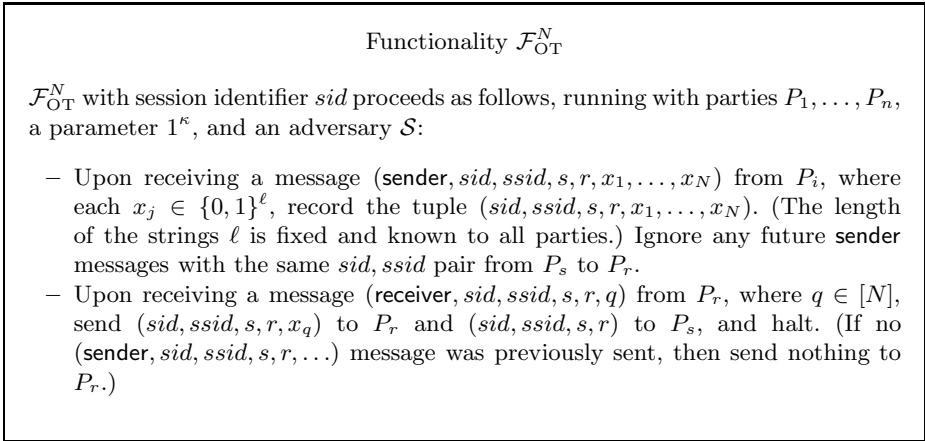 Functionality $\mathcal{F}_{\mathrm{OT}}^{N}$
$\mathcal{F}_{\mathrm{OT}}^{N}$ with session identifier sid proceeds as follows, running with parties $P_1, \ldots, P_n$,
a parameter $1^\kappa$, and an adversary $\mathcal{S}$:
– Upon receiving a message (sender, sid, ssid, s, r, $x_1, \ldots, x_N$) from $P_i$, where
each $x_j \in \{0, 1\}^\ell$, record the tuple (sid, ssid, s, r, $x_1, \ldots, x_N$). (The length
of the strings $\ell$ is fixed and known to all parties.) Ignore any future sender
messages with the same sid, ssid pair from $P_s$ to $P_r$.
– Upon receiving a message (receiver, sid, ssid, s, r, q) from $P_r$, where $q \in [N]$,
send (sid, ssid, s, r, $x_q$) to $P_r$ and (sid, ssid, s, r) to $P_s$, and halt. (If no
(sender, sid, ssid, s, r, …) message was previously sent, then send nothing to
$P_r$.)